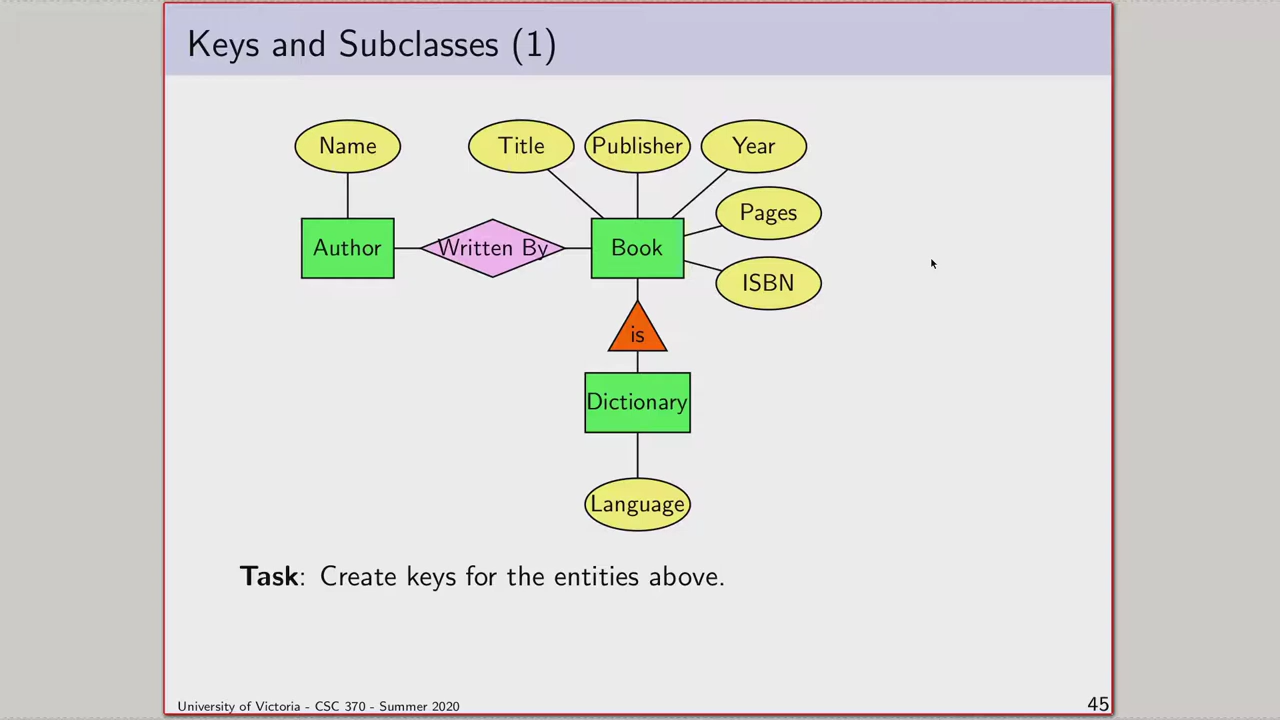 Keys and Subclasses (1)
Name
Title
Publisher
Year
Pages
Author
Written By
Book
ISBN
is
Dictionary
Language
Task: Create keys for the entities above.
University of Victoria - CSC 370 - Summer 2020
45